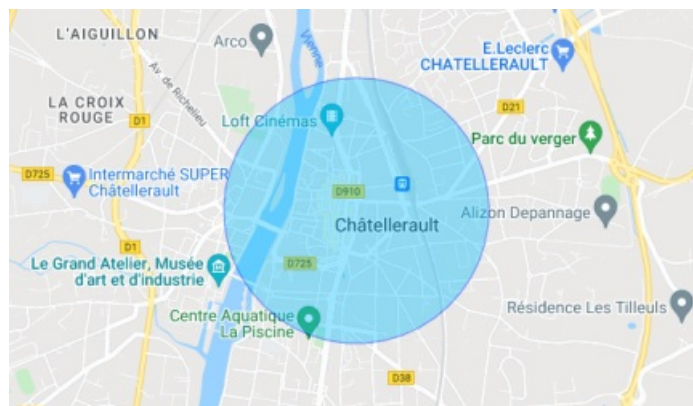 L'AIGUILLON
Arco
Vienne
E.Leclerc
CHATELLERAULT
Av. de Richelieu
LA CROIX
ROUGE
D1
D21
Loft Cinémas
Parc du verger
D725
Intermarché SUPER
Châtellerault
D910
Châtellerault
Alizon Depannage
D1
Le Grand Atelier, Musée
d'art et d'industrie
D725
Centre Aquatique
La Piscine
Résidence Les Tilleuls
D38